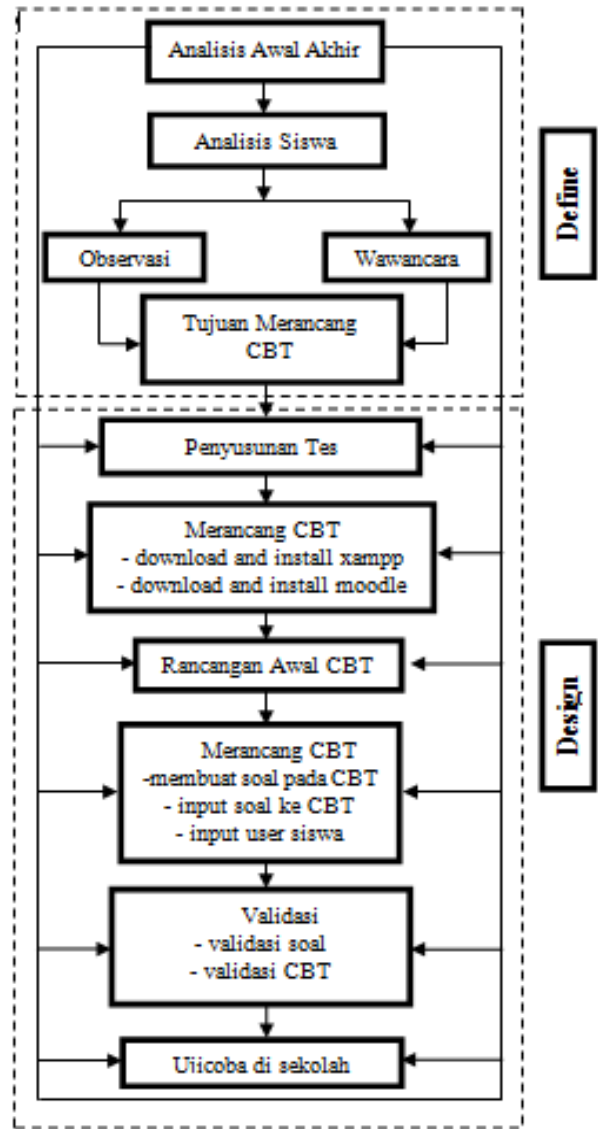 Analisis Awal Akhir
Analisis Siswa
Observasi
Wawancara
Tujuan Merancang
CBT
Define
Penyusunan Tes
Merancang CBT
- download and install xampp
- download and install moodle
Rancangan Awal CBT
Merancang CBT
-membuat soal pada CBT
- input soal ke CBT
- input user siswa
Design
Validasi
- validasi soal
- validasi CBT
Ujicoba di sekolah